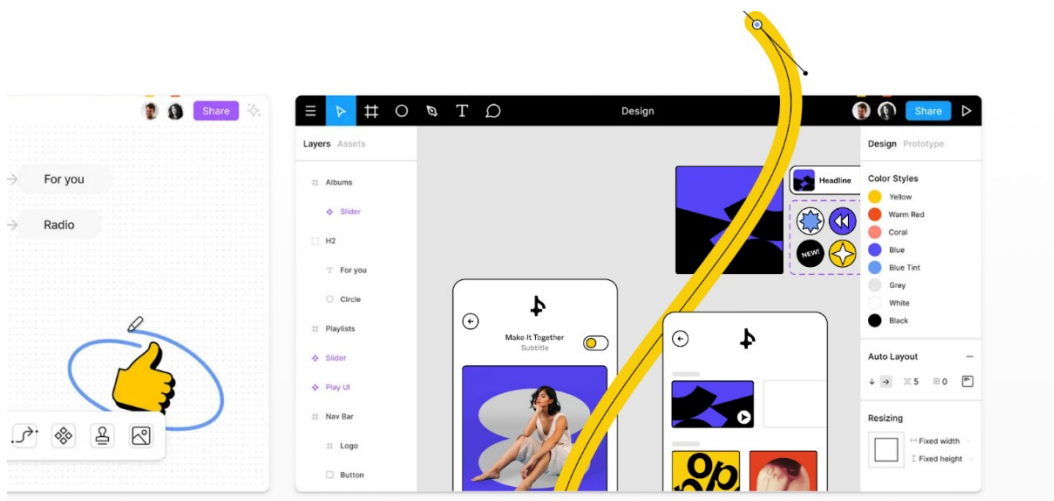 Share
For you
Radio
Design
Share
Layers Assets
Albums
Slider
H2
For you
Circle
Playlists
Slider
Play UI
Nav Bar
Logo
Button
Make It Together
Subtitle
Headline
NEW!
Design Prototype
Color Styles
Yellow
Warm Red
Coral
Blue
Blue Tint
Grey
White
Black
Auto Layout
5 0
Resizing
Fixed width
Fixed height